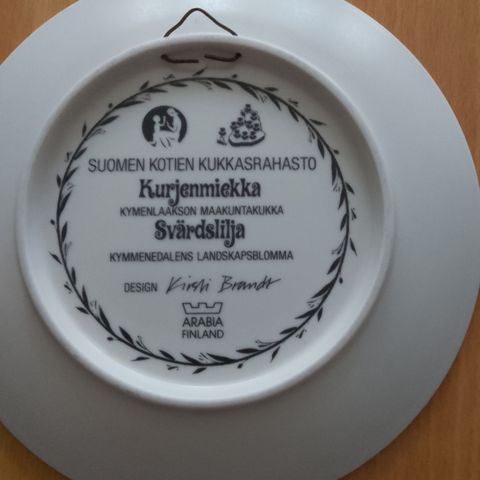 SUOMEN KOTIEN KUKKASRAHASTO
Kurjenmiekka
KYMENLAAKSON MAAKUNTAKUKKA
Svärdslilja
KYMMENEDALENS LANDSKAPSBLOMMA
DESIGN Kirsti Brandt
ARABIA
FINLAND